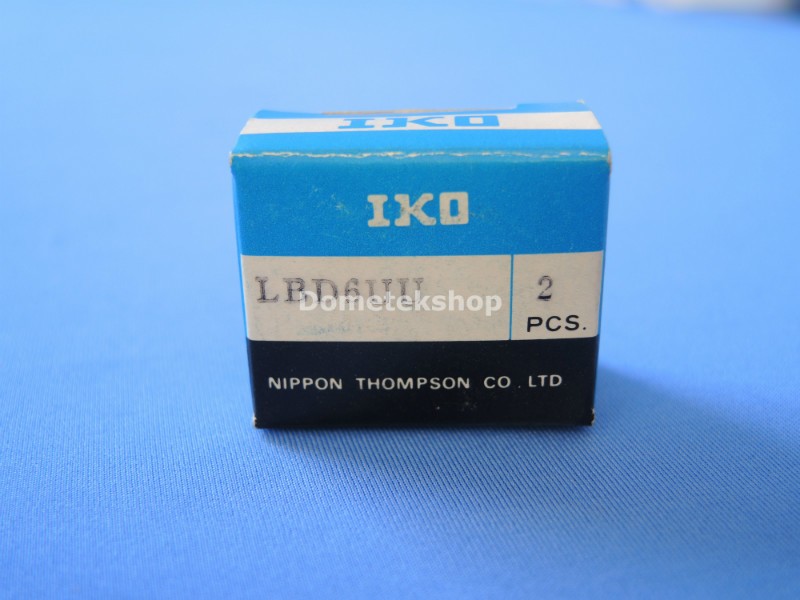 IKO
IKO
LBD6UU 2
PCS.
Dometekshop
NIPPON THOMPSON CO. LTD